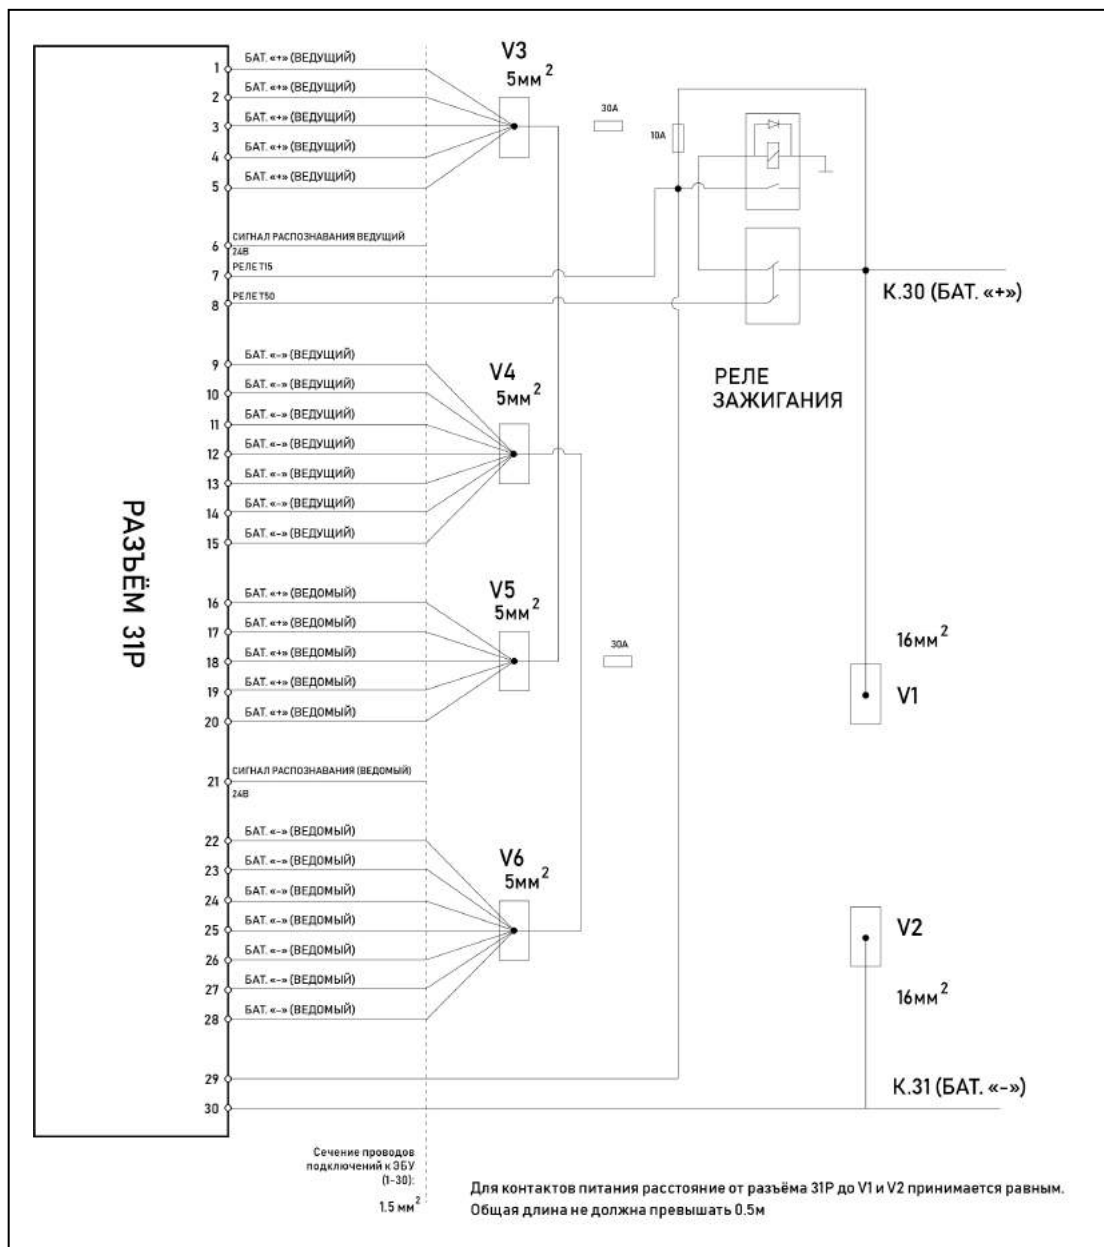 РАЗЪЁМ 31Р
1
БАТ. «+» (ВЕДУЩИЙ)
2
БАТ. «+» (ВЕДУЩИЙ)
3
БАТ. «+» (ВЕДУЩИЙ)
4
БАТ. «+» (ВЕДУЩИЙ)
5
БАТ. «+» (ВЕДУЩИЙ)
V3
5мм²
30А
10А
6
СИГНАЛ РАСПОЗНАВАНИЯ ВЕДУЩИЙ
24В
7
РЕЛЕ Т15
8
РЕЛЕ Т50
К.30 (БАТ. «+»)
РЕЛЕ
ЗАЖИГАНИЯ
9
БАТ. «-» (ВЕДУЩИЙ)
10
БАТ. «-» (ВЕДУЩИЙ)
11
БАТ. «-» (ВЕДУЩИЙ)
12
БАТ. «-» (ВЕДУЩИЙ)
13
БАТ. «-» (ВЕДУЩИЙ)
14
БАТ. «-» (ВЕДУЩИЙ)
15
БАТ. «-» (ВЕДУЩИЙ)
V4
5мм²
16
БАТ. «+» (ВЕДОМЫЙ)
17
БАТ. «+» (ВЕДОМЫЙ)
18
БАТ. «+» (ВЕДОМЫЙ)
19
БАТ. «+» (ВЕДОМЫЙ)
20
БАТ. «+» (ВЕДОМЫЙ)
V5
5мм²
30А
16мм²
V1
21
СИГНАЛ РАСПОЗНАВАНИЯ (ВЕДОМЫЙ)
24В
22
БАТ. «-» (ВЕДОМЫЙ)
23
БАТ. «-» (ВЕДОМЫЙ)
24
БАТ. «-» (ВЕДОМЫЙ)
25
БАТ. «-» (ВЕДОМЫЙ)
26
БАТ. «-» (ВЕДОМЫЙ)
27
БАТ. «-» (ВЕДОМЫЙ)
28
БАТ. «-» (ВЕДОМЫЙ)
V6
5мм²
V2
16мм²
29
30
К.31 (БАТ. «-»)
Сечение проводов
подключений к ЭБУ
(1-30):
1.5 мм²
Для контактов питания расстояние от разъёма 31Р до V1 и V2 принимается равным.
Общая длина не должна превышать 0.5м